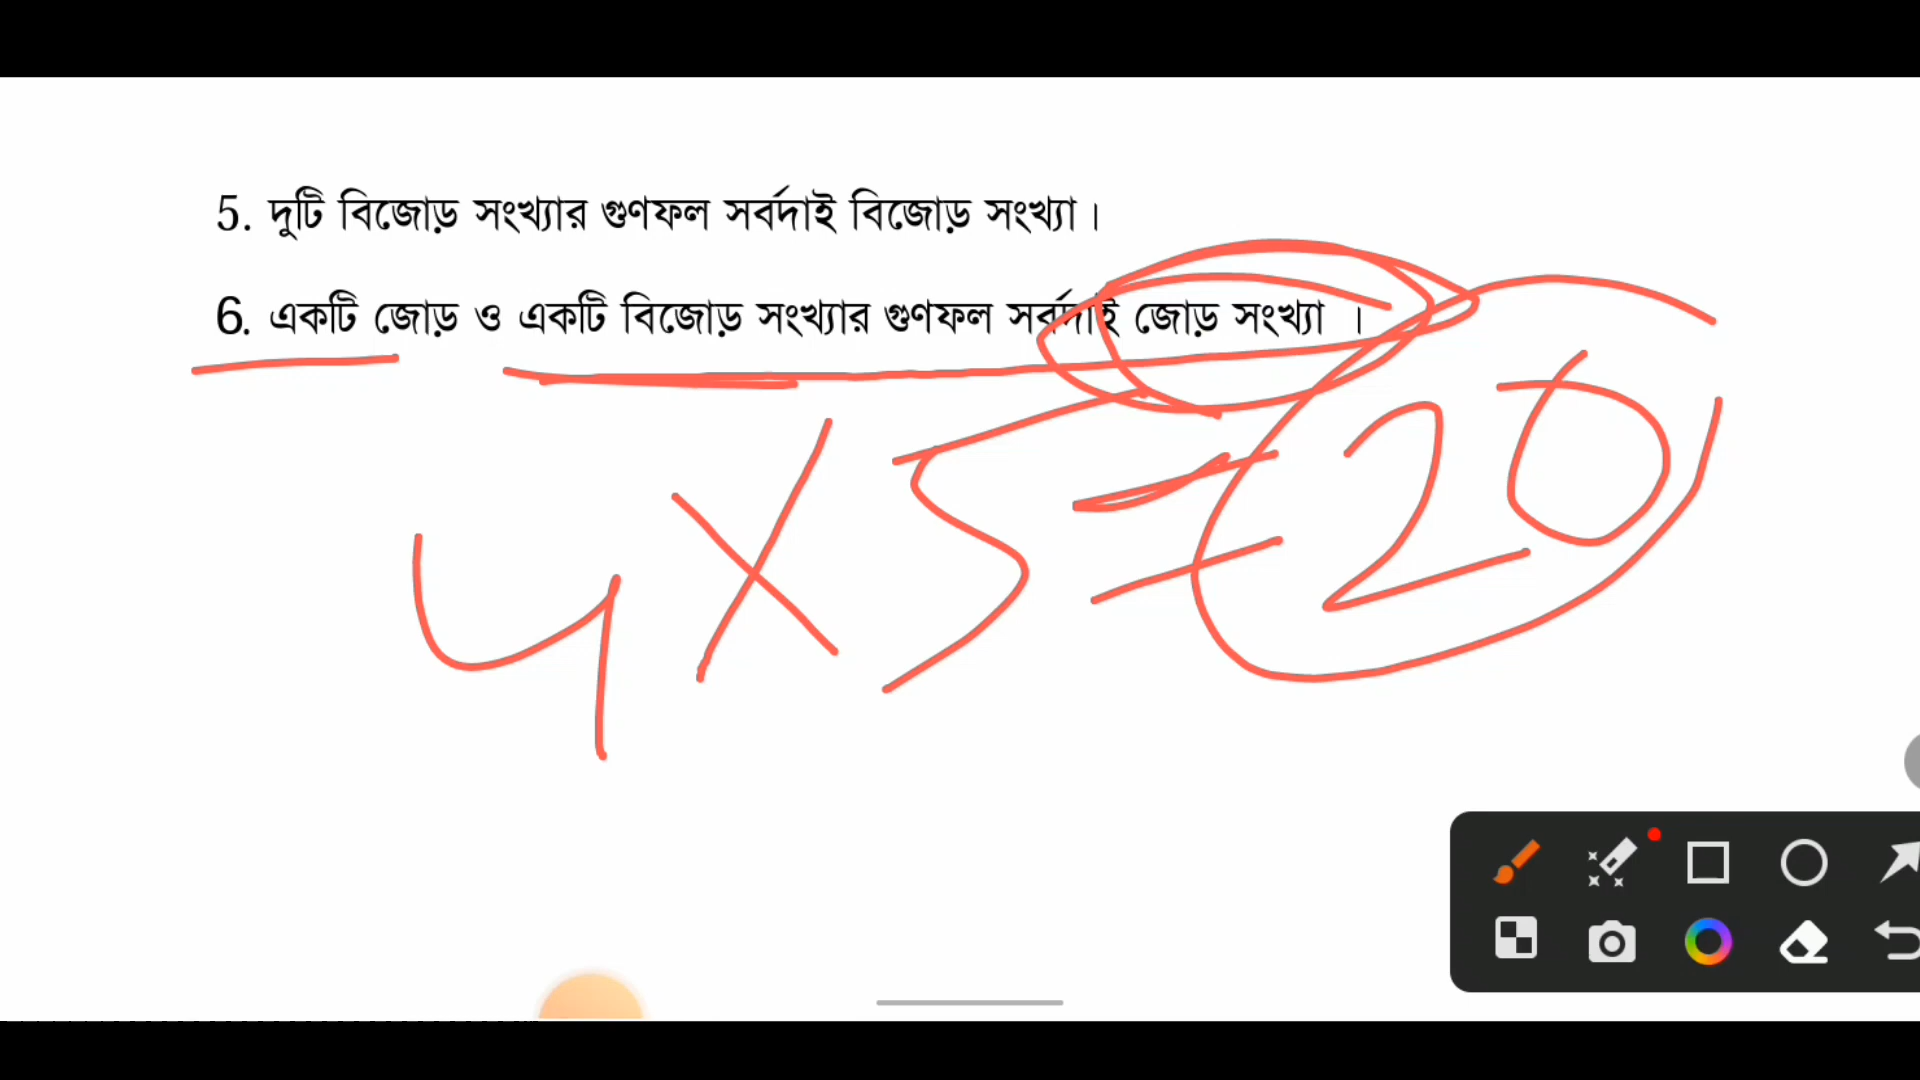 5. দুটি বিজোড় সংখ্যার গুণফল সর্বদাই বিজোড় সংখ্যা।
6. একটি জোড় ও একটি বিজোড় সংখ্যার গুণফল সর্বদাই জোড় সংখ্যা ।
4 X 5 = 20